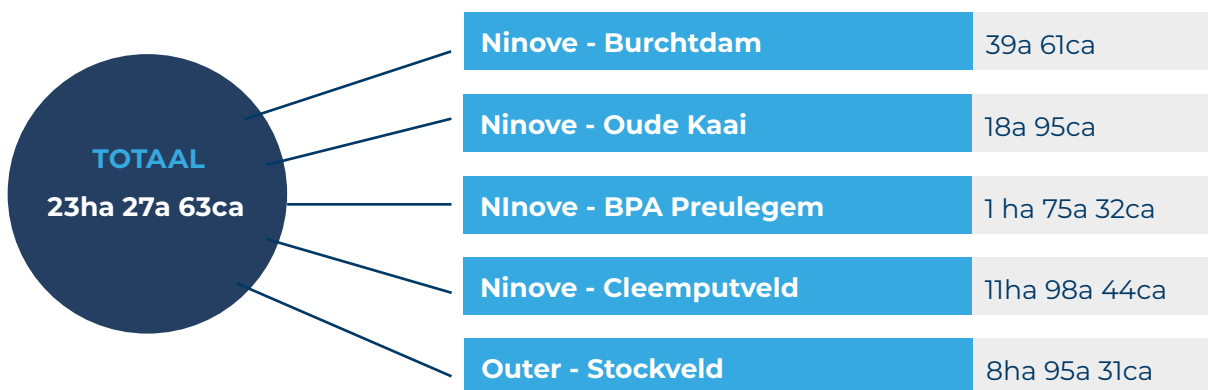 TOTAAL
23ha 27a 63ca
Ninove - Burchtdam 39a 61ca
Ninove - Oude Kaai 18a 95ca
NInove - BPA Preulegem 1 ha 75a 32ca
Ninove - Cleemputveld 11ha 98a 44ca
Outer - Stockveld 8ha 95a 31ca